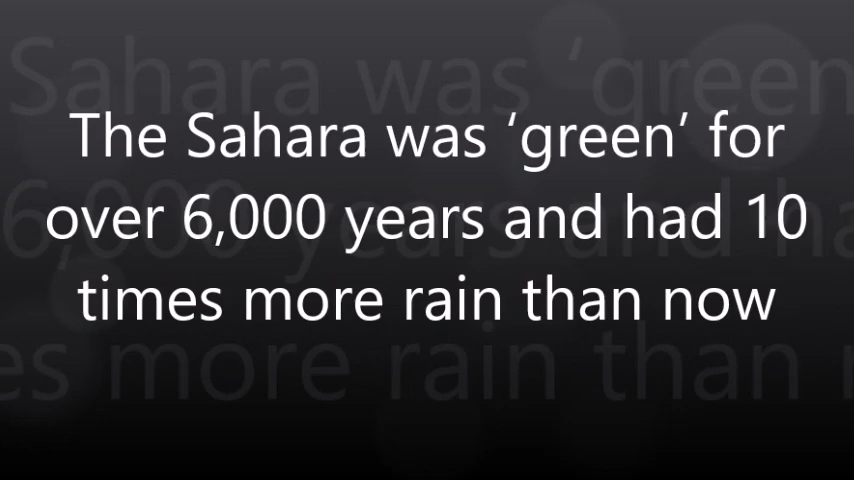 The Sahara was ‘green’ for
over 6,000 years and had 10
times more rain than now